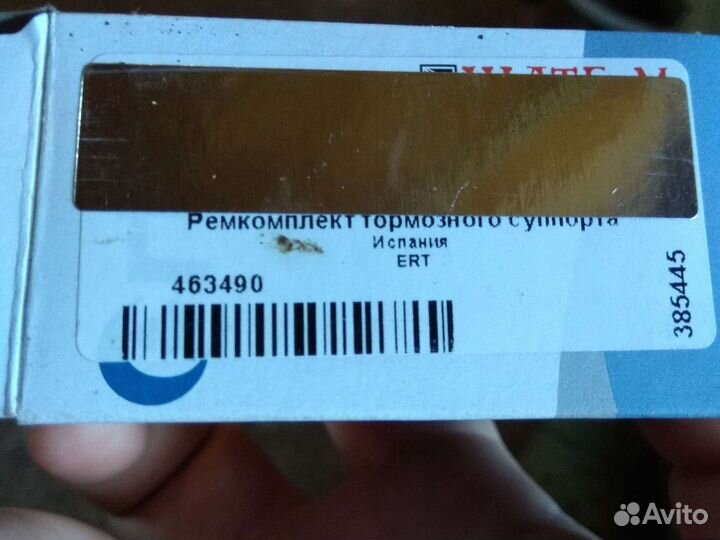 Ремкомплект тормозного суппорта
Испания
ERT
463490
385445
Avito